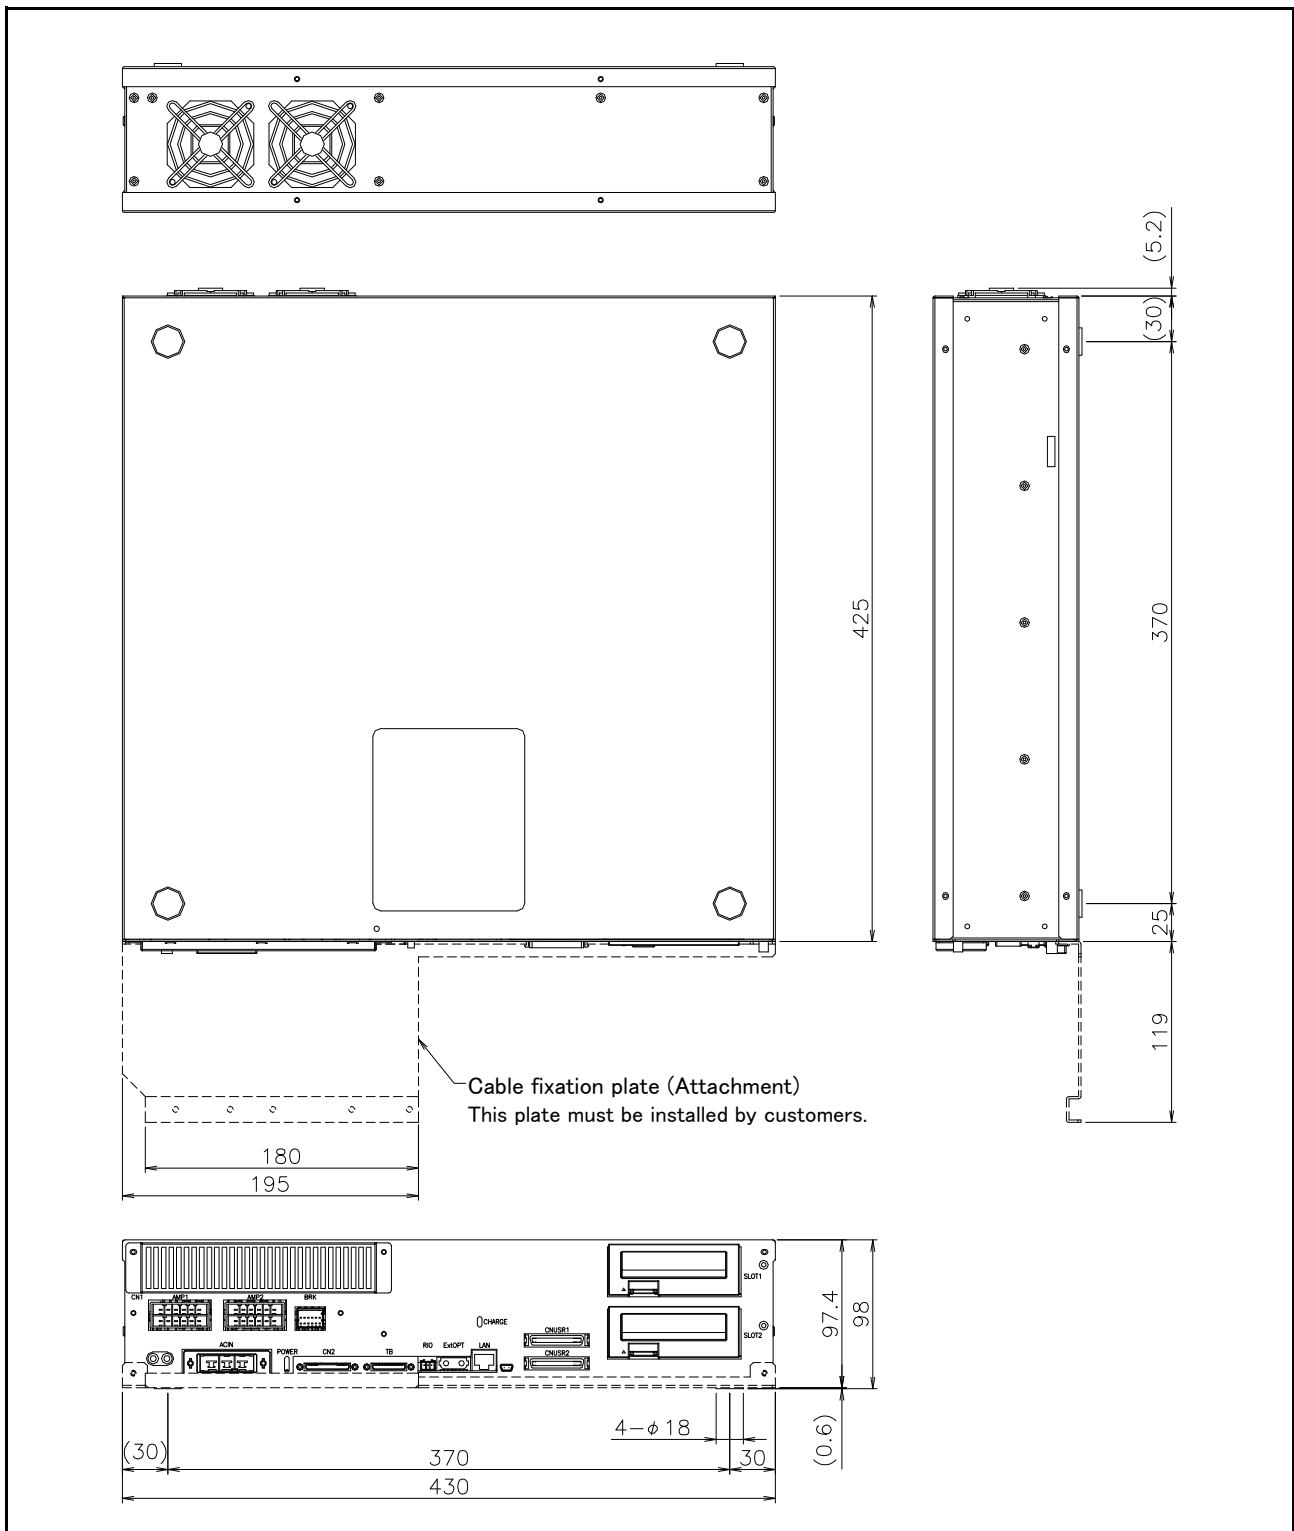 (5.2)
(30)
425
370
25
119
Cable fixation plate (Attachment)
This plate must be installed by customers.
180
195
CN1
AMP1
AMP2
BRK
SLOT1
CHARGE
CNUSR1
SLOT2
ACIN
POWER
CN2
TB
RIO
ExtOPT
LAN
CNUSR2
97.4
98
4-φ18
(0.6)
(30)
370
30
430